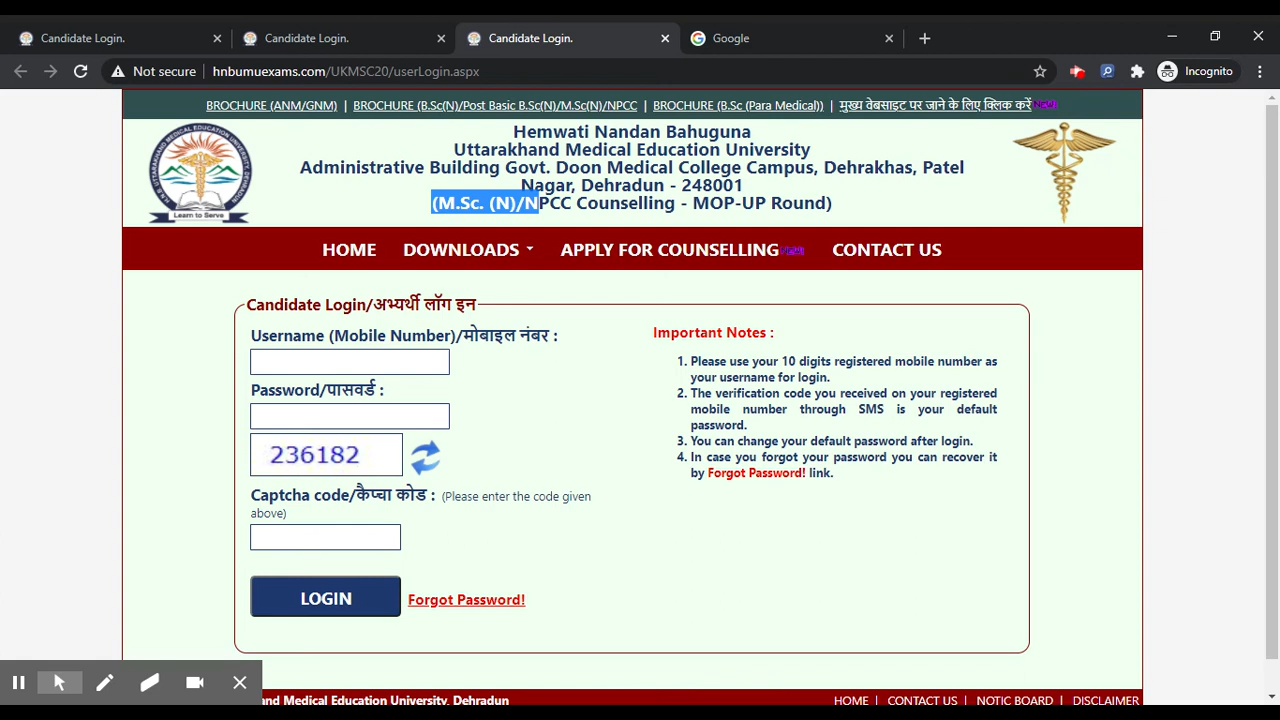 Candidate Login.
Candidate Login.
Candidate Login.
Google
Not secure
hnbumuexams.com/UKMSC20/userLogin.aspx
Incognito
BROCHURE (ANM/GNM) | BROCHURE (B.Sc(N)/Post Basic B.Sc(N)/M.Sc(N)/NPCC | BROCHURE (B.Sc (Para Medical)) | मुख्य वेबसाइट पर जाने के लिए क्लिक करें NEW!
Hemwati Nandan Bahuguna
Uttarakhand Medical Education University
Administrative Building Govt. Doon Medical College Campus, Dehrakhas, Patel
Nagar, Dehradun - 248001
(M.Sc. (N)/NPCC Counselling - MOP-UP Round)
Learn to Serve
HOME DOWNLOADS APPLY FOR COUNSELLING NEW! CONTACT US
Candidate Login/अभ्यर्थी लॉग इन
Username (Mobile Number)/मोबाइल नंबर :
Password/पासवर्ड :
236182
Captcha code/कैप्चा कोड : (Please enter the code given
above)
LOGIN
Forgot Password!
Important Notes :
1. Please use your 10 digits registered mobile number as
your username for login.
2. The verification code you received on your registered
mobile number through SMS is your default
password.
3. You can change your default password after login.
4. In case you forgot your password you can recover it
by Forgot Password! link.
and Medical Education University, Dehradun
HOME | CONTACT US | NOTIC BOARD | DISCLAIMER